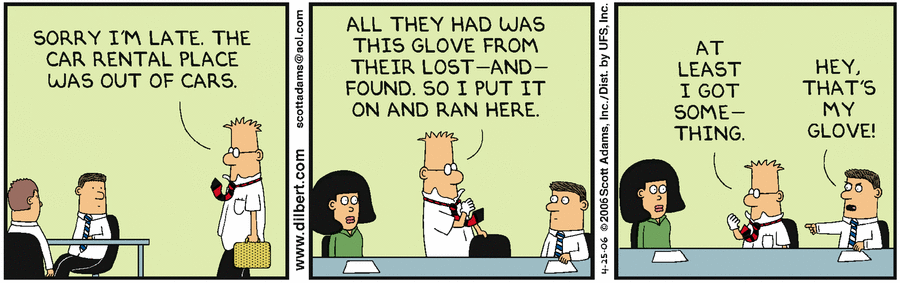 SORRY I'M LATE. THE
CAR RENTAL PLACE
WAS OUT OF CARS.
www.dilbert.com scottadams@aol.com
ALL THEY HAD WAS
THIS GLOVE FROM
THEIR LOST-AND-
FOUND. SO I PUT IT
ON AND RAN HERE.
4-25-06 © 2006 Scott Adams, Inc./Dist. by UFS, Inc.
AT
LEAST
I GOT
SOME-
THING.
HEY,
THAT'S
MY
GLOVE!